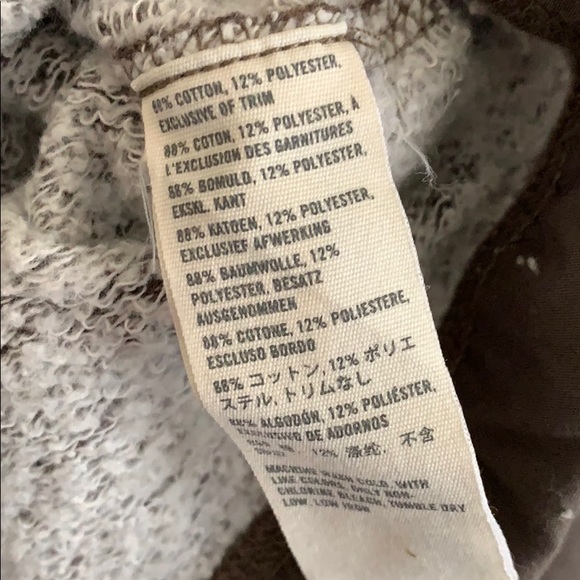 88% COTTON, 12% POLYESTER,
EXCLUSIVE OF TRIM
88% COTON, 12% POLYESTER, A
L'EXCLUSION DES GARNITURES
88% BOMULD, 12% POLYESTER,
EKSKL. KANT
88% KATOEN, 12% POLYESTER,
EXCLUSIEF AFWERKING
88% BAUMWOLLE, 12%
POLYESTER, BESATZ
AUSGENOMMEN
88% COTONE, 12% POLIESTERE,
ESCLUSO BORDO
88% コットン, 12% ポリエ
ステル, トリムなし
88% ALGODÓN, 12% POLIÉSTER,
EXCLUSIVO DE ADORNOS
12% 涤纶, 不含
MACHINE WASH COLD, WITH
LIKE COLORS, ONLY NON-
CHLORINE BLEACH, TUMBLE DRY
LOW, LOW IRON